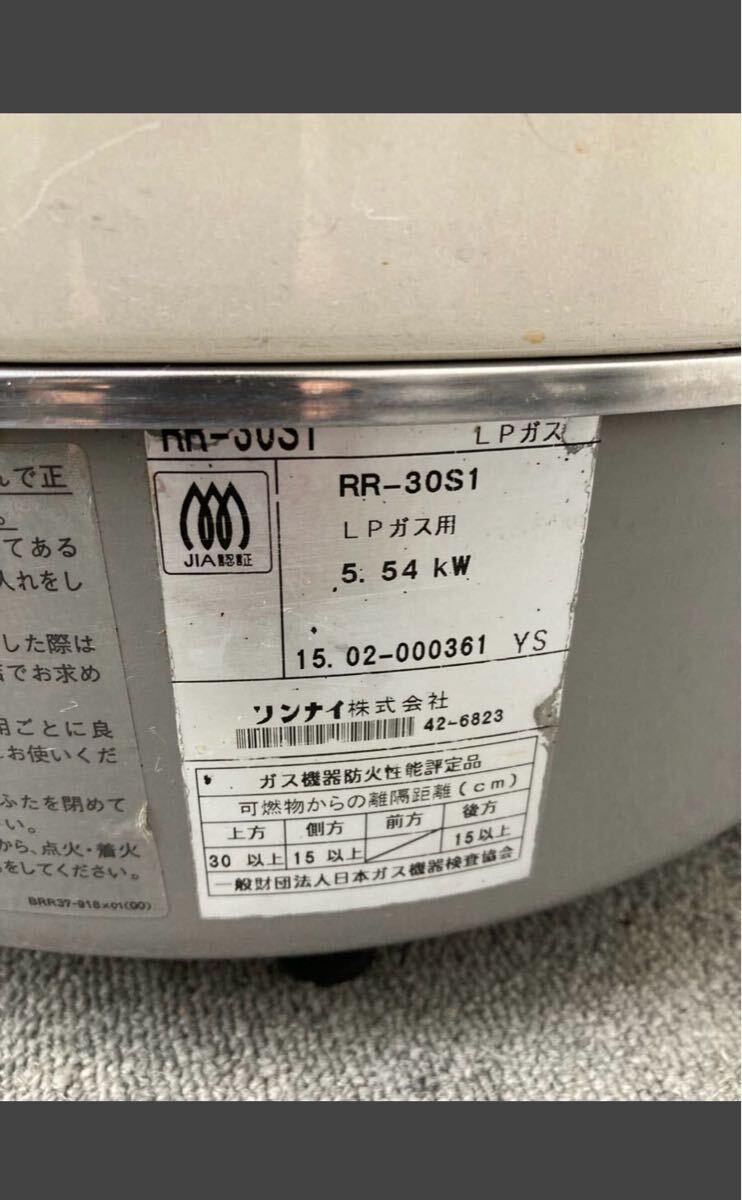 んで正
。
てある
入れをし
した際は
店でお求め
用ごとに良
お使いくだ
ふたを閉めて
い。
から、点火・着火
をしてください。
BRR37-918×01(00)
RR-30S1 LPガス
JIA認証
RR-30S1
LPガス用
5. 54 kW
15. 02-000361 YS
リンナイ株式会社
42-6823
ガス機器防火性能評定品
可燃物からの離隔距離(cm)
上方 側方 前方 後方
30 以上 15 以上 15以上
一般財団法人日本ガス機器検査協会